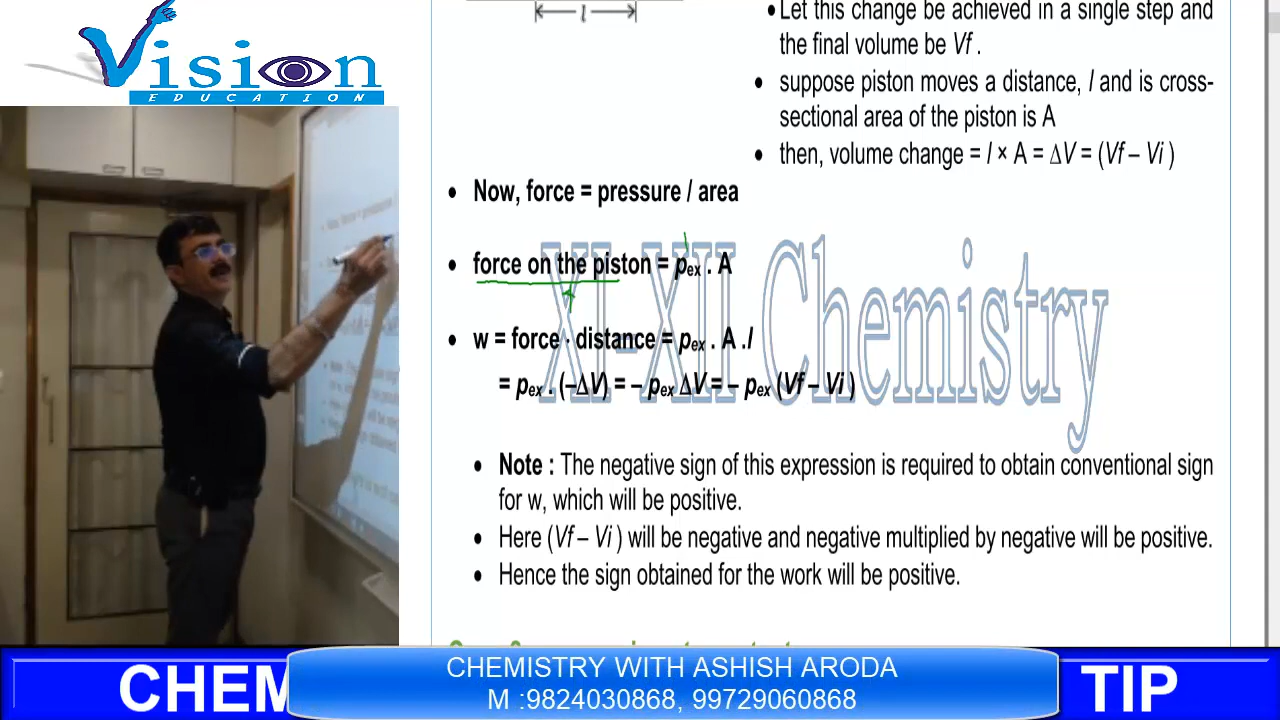 Vision
EDUCATION
l
•Let this change be achieved in a single step and
the final volume be Vf .
• suppose piston moves a distance, l and is cross-
sectional area of the piston is A
• then, volume change = l × A = ΔV = (Vf – Vi )
• Now, force = pressure / area
• force on the piston = pex . A
• w = force · distance = pex . A .l
= pex . (–ΔV) = – pex ΔV = – pex (Vf – Vi )
XI-XII Chemistry
• Note : The negative sign of this expression is required to obtain conventional sign
for w, which will be positive.
• Here (Vf – Vi ) will be negative and negative multiplied by negative will be positive.
• Hence the sign obtained for the work will be positive.
CHEM
CHEMISTRY WITH ASHISH ARODA
M :9824030868, 99729060868
TIP